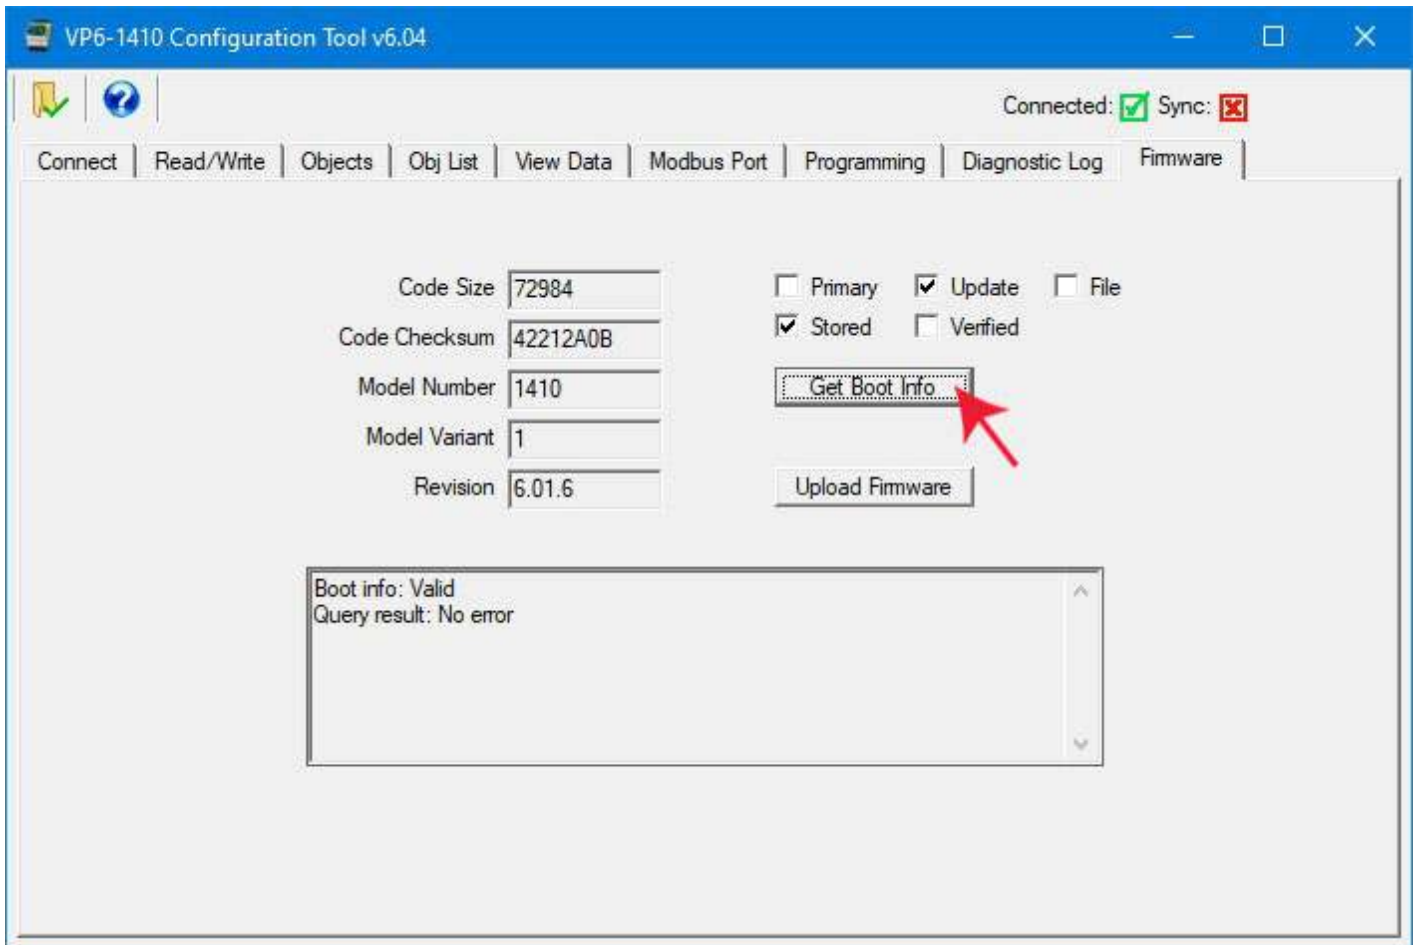 VP6-1410 Configuration Tool v6.04
Connected: Sync:
Connect Read/Write Objects Obj List View Data Modbus Port Programming Diagnostic Log Firmware
Code Size 72984 Primary Update File
Code Checksum 42212A0B Stored Verified
Model Number 1410 Get Boot Info
Model Variant 1
Revision 6.01.6 Upload Firmware
Boot info: Valid
Query result: No error